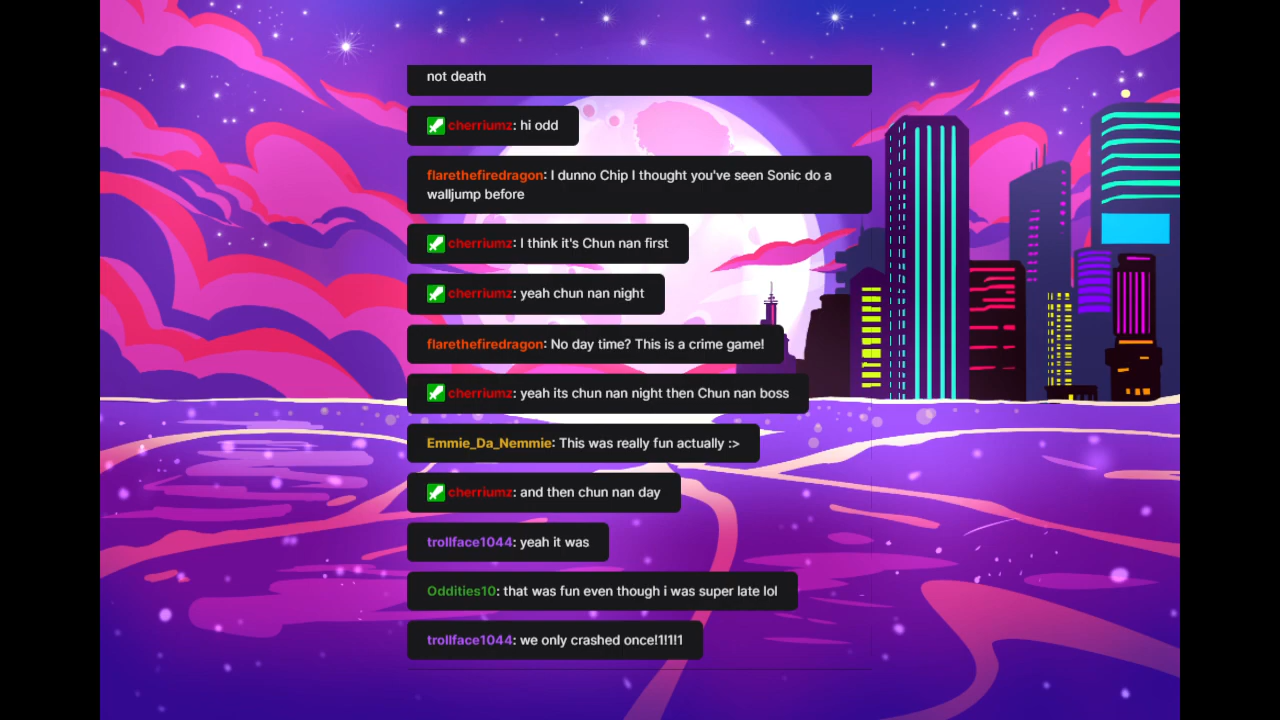 not death
cherriumz: hi odd
flarethefiredragon: I dunno Chip I thought you've seen Sonic do a
walljump before
cherriumz: I think it's Chun nan first
cherriumz: yeah chun nan night
flarethefiredragon: No day time? This is a crime game!
cherriumz: yeah its chun nan night then Chun nan boss
Emmie_Da_Nemmie: This was really fun actually :>
cherriumz: and then chun nan day
trollface1044: yeah it was
Oddities10: that was fun even though i was super late lol
trollface1044: we only crashed once!1!1!1